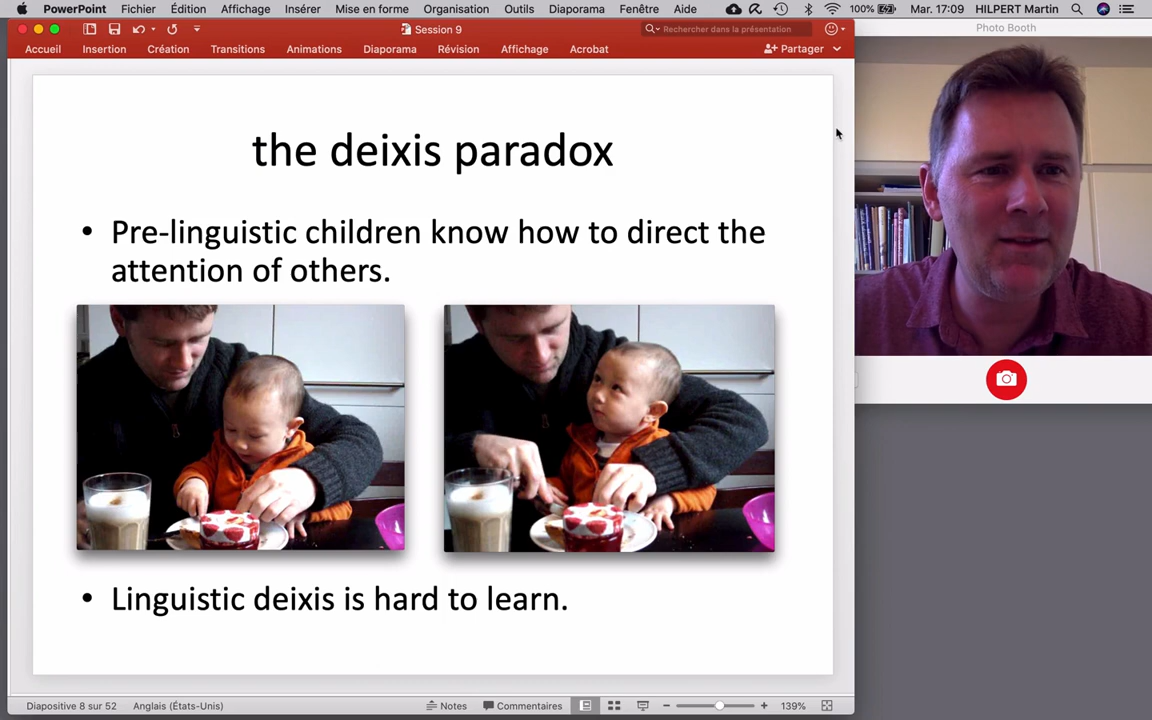 PowerPoint Fichier Édition Affichage Insérer Mise en forme Organisation Outils Diaporama Fenêtre Aide 100% Mar. 17:09 HILPERT Martin
Session 9
Rechercher dans la présentation
Photo Booth
Accueil Insertion Création Transitions Animations Diaporama Révision Affichage Acrobat Partager
the deixis paradox
• Pre-linguistic children know how to direct the
attention of others.
• Linguistic deixis is hard to learn.
Diapositive 8 sur 52 Anglais (États-Unis) Notes Commentaires 139%